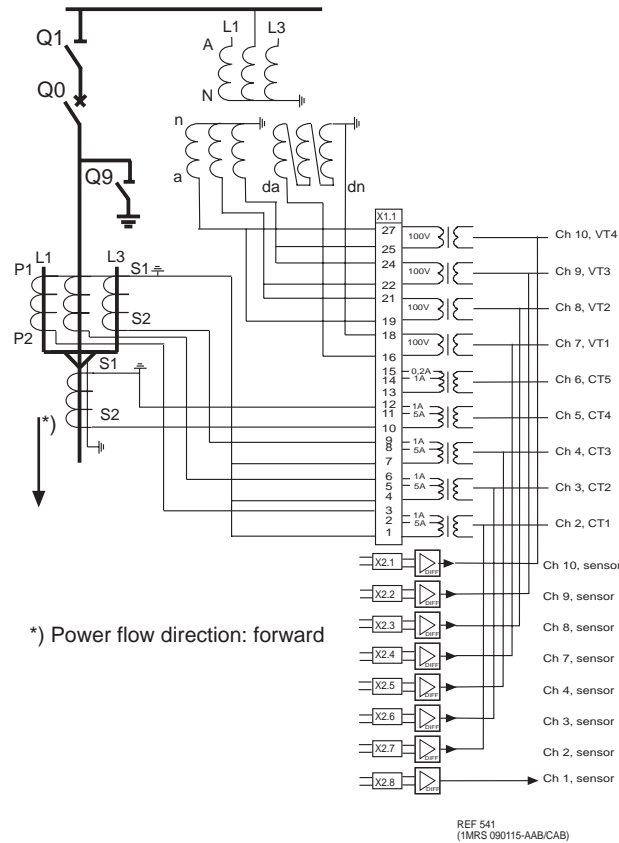 Q1
L1 L3
A
Q0
N
n
Q9
a da dn
X1.1
27
100V
Ch 10, VT4
25
24
100V
Ch 9, VT3
22
21
100V
Ch 8, VT2
19
18
100V
Ch 7, VT1
16
L1 L3
P1 S1
S2
P2
S1
S2
*)
15 0,2A
14 1A
Ch 6, CT5
13
12 1A
11 5A
Ch 5, CT4
10
9 1A
8 5A
Ch 4, CT3
7
6 1A
5 5A
Ch 3, CT2
4
3 1A
2 5A
Ch 2, CT1
1
X2.1 DIFF Ch 10, sensor
X2.2 DIFF Ch 9, sensor
X2.3 DIFF Ch 8, sensor
*) Power flow direction: forward
X2.4 DIFF Ch 7, sensor
X2.5 DIFF Ch 4, sensor
X2.6 DIFF Ch 3, sensor
X2.7 DIFF Ch 2, sensor
X2.8 DIFF Ch 1, sensor
REF 541
(1MRS 090115-AAB/CAB)